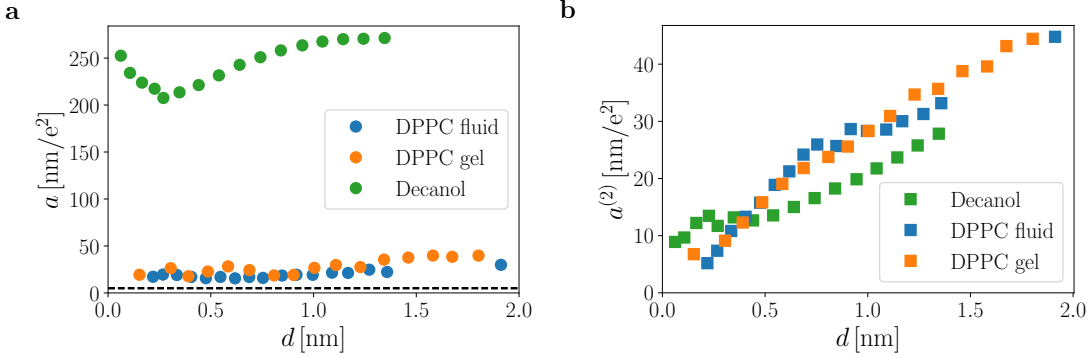 a
250
200
150
100
50
0
a [nm/e²]
0.0
0.5
1.0
1.5
2.0
d [nm]
DPPC fluid
DPPC gel
Decanol
b
40
30
20
10
0
a⁽²⁾ [nm/e²]
0.0
0.5
1.0
1.5
2.0
d [nm]
Decanol
DPPC fluid
DPPC gel